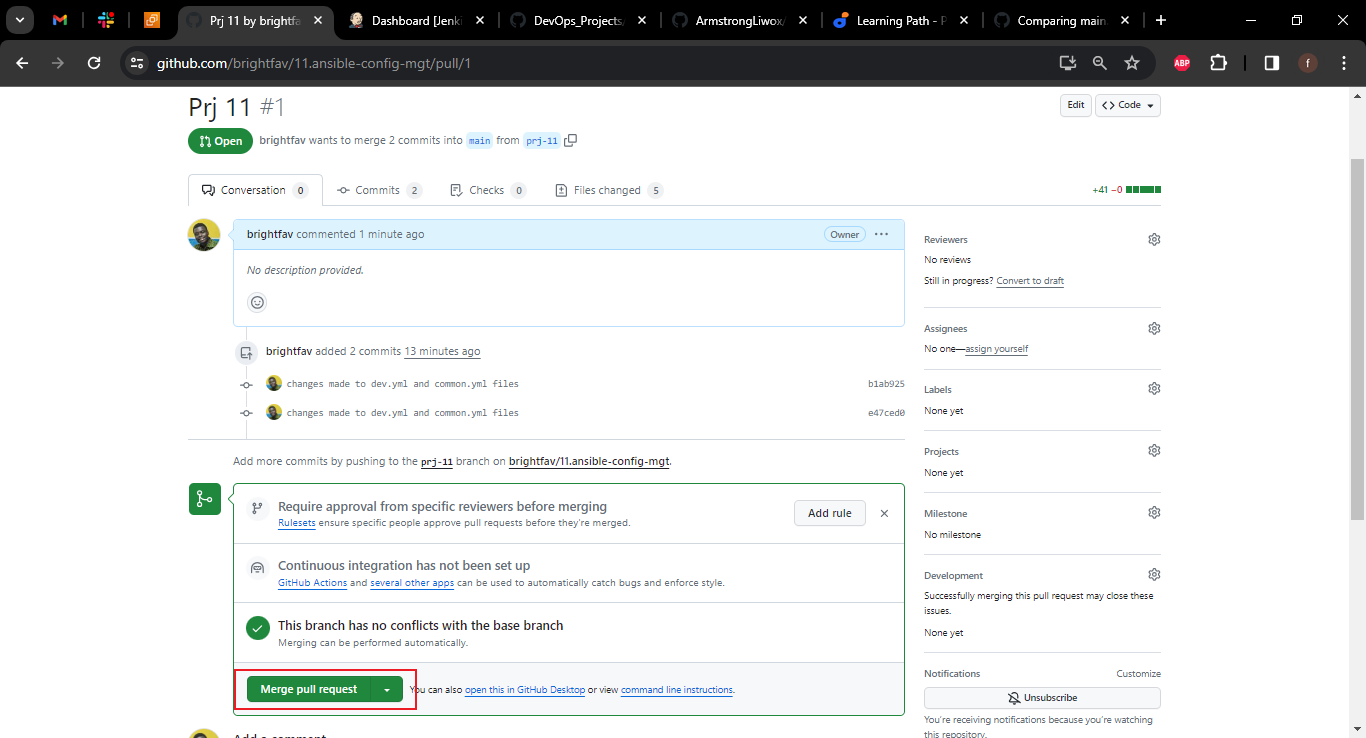 Prj 11 by brightfa
Dashboard [Jenki
DevOps_Projects/
ArmstrongLiwox/
Learning Path - P
Comparing main.
github.com/brightfav/11.ansible-config-mgt/pull/1
ABP
f
Prj 11 #1
Edit
<> Code
Open
brightfav wants to merge 2 commits into main from prj-11
Conversation 0
Commits 2
Checks 0
Files changed 5
+41 −0
brightfav commented 1 minute ago
Owner
No description provided.
brightfav added 2 commits 13 minutes ago
changes made to dev.yml and common.yml files b1ab925
changes made to dev.yml and common.yml files e47ced0
Add more commits by pushing to the prj-11 branch on brightfav/11.ansible-config-mgt.
Require approval from specific reviewers before merging
Rulesets ensure specific people approve pull requests before they're merged.
Add rule
Continuous integration has not been set up
GitHub Actions and several other apps can be used to automatically catch bugs and enforce style.
This branch has no conflicts with the base branch
Merging can be performed automatically.
Merge pull request
You can also open this in GitHub Desktop or view command line instructions.
Add a comment
Reviewers
No reviews
Still in progress? Convert to draft
Assignees
No one—assign yourself
Labels
None yet
Projects
None yet
Milestone
No milestone
Development
Successfully merging this pull request may close these
issues.
None yet
Notifications
Customize
Unsubscribe
You're receiving notifications because you're watching
this repository.